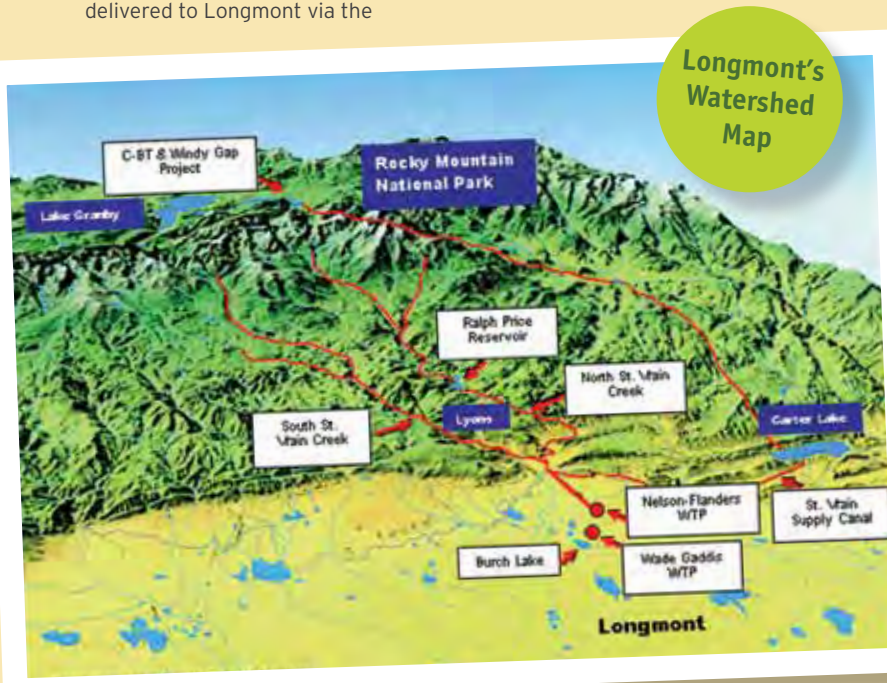 delivered to Longmont via the
Longmont's
Watershed
Map
C-BT & Windy Gap
Project
Rocky Mountain
National Park
Lake Granby
Ralph Price
Reservoir
North St. Vrain
Creek
South St.
Vrain Creek
Lyons
Carter Lake
Nelson-Flanders
WTP
St. Vrain
Supply Canal
Burch Lake
Wade Gaddis
WTP
Longmont